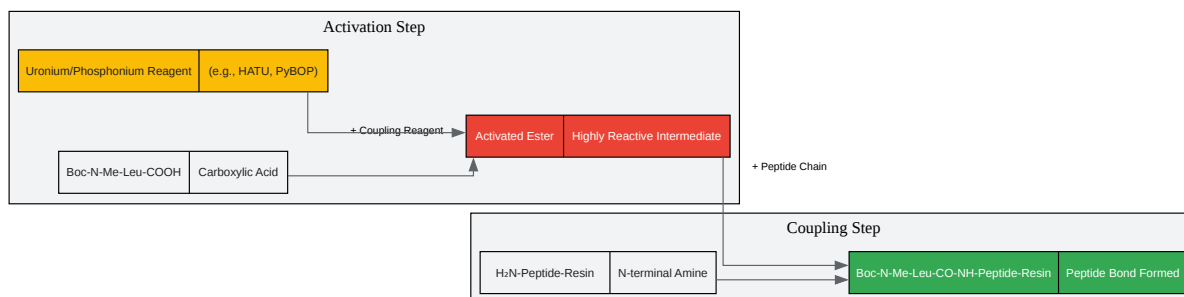 Activation Step
Uronium/Phosphonium Reagent (e.g., HATU, PyBOP)
+ Coupling Reagent
Activated Ester Highly Reactive Intermediate
Boc-N-Me-Leu-COOH Carboxylic Acid
+ Peptide Chain
Coupling Step
H₂N-Peptide-Resin N-terminal Amine
Boc-N-Me-Leu-CO-NH-Peptide-Resin Peptide Bond Formed